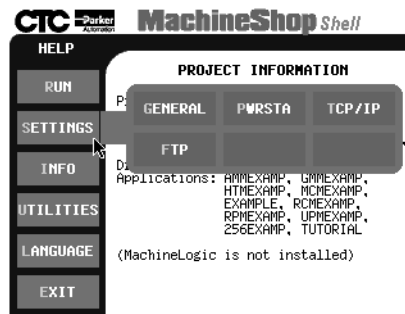 CTC Parker Automation MachineShop Shell
HELP
PROJECT INFORMATION
RUN
GENERAL PWRSTA TCP/IP
SETTINGS
FTP
INFO
Applications: AMMEXAMP, GMMEXAMP,
HTMEXAMP, MCMEXAMP,
EXAMPLE, RCMEXAMP,
RPMEXAMP, UPMEXAMP,
256EXAMP, TUTORIAL
UTILITIES
LANGUAGE
(MachineLogic is not installed)
EXIT